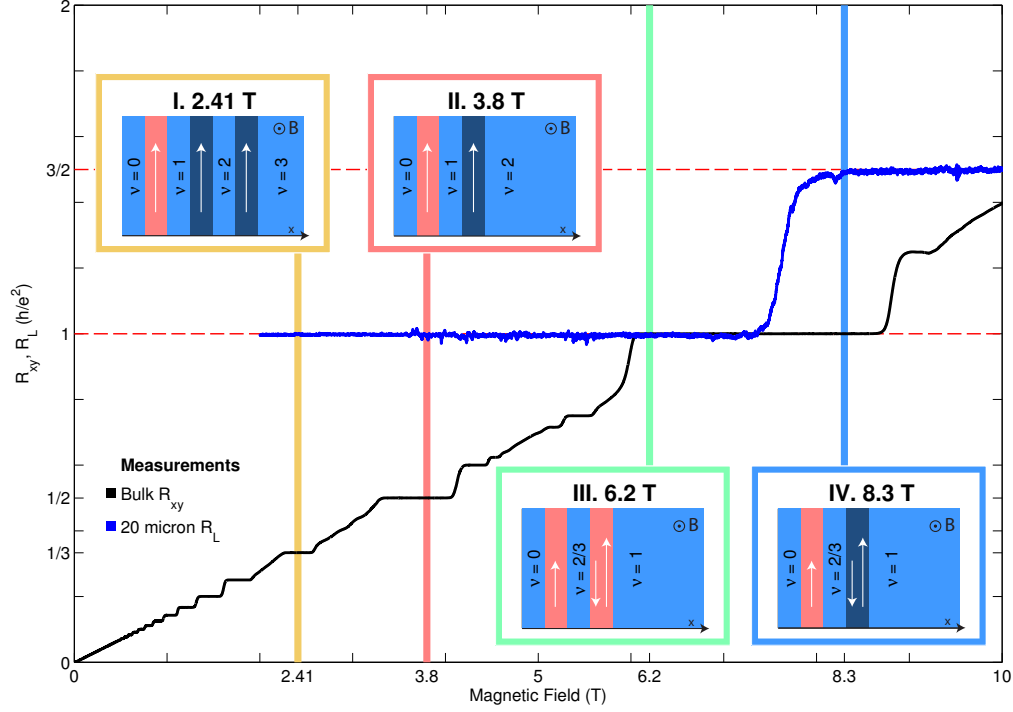 2
3/2
1
1/2
1/3
0
R_xy, R_L (h/e²)
I. 2.41 T
⊙ B
ν = 0
ν = 1
ν = 2
ν = 3
x
II. 3.8 T
⊙ B
ν = 0
ν = 1
ν = 2
x
Measurements
Bulk R_xy
20 micron R_L
III. 6.2 T
⊙ B
ν = 0
ν = 2/3
ν = 1
x
IV. 8.3 T
⊙ B
ν = 0
ν = 2/3
ν = 1
x
0 2.41 3.8 5 6.2 8.3 10
Magnetic Field (T)